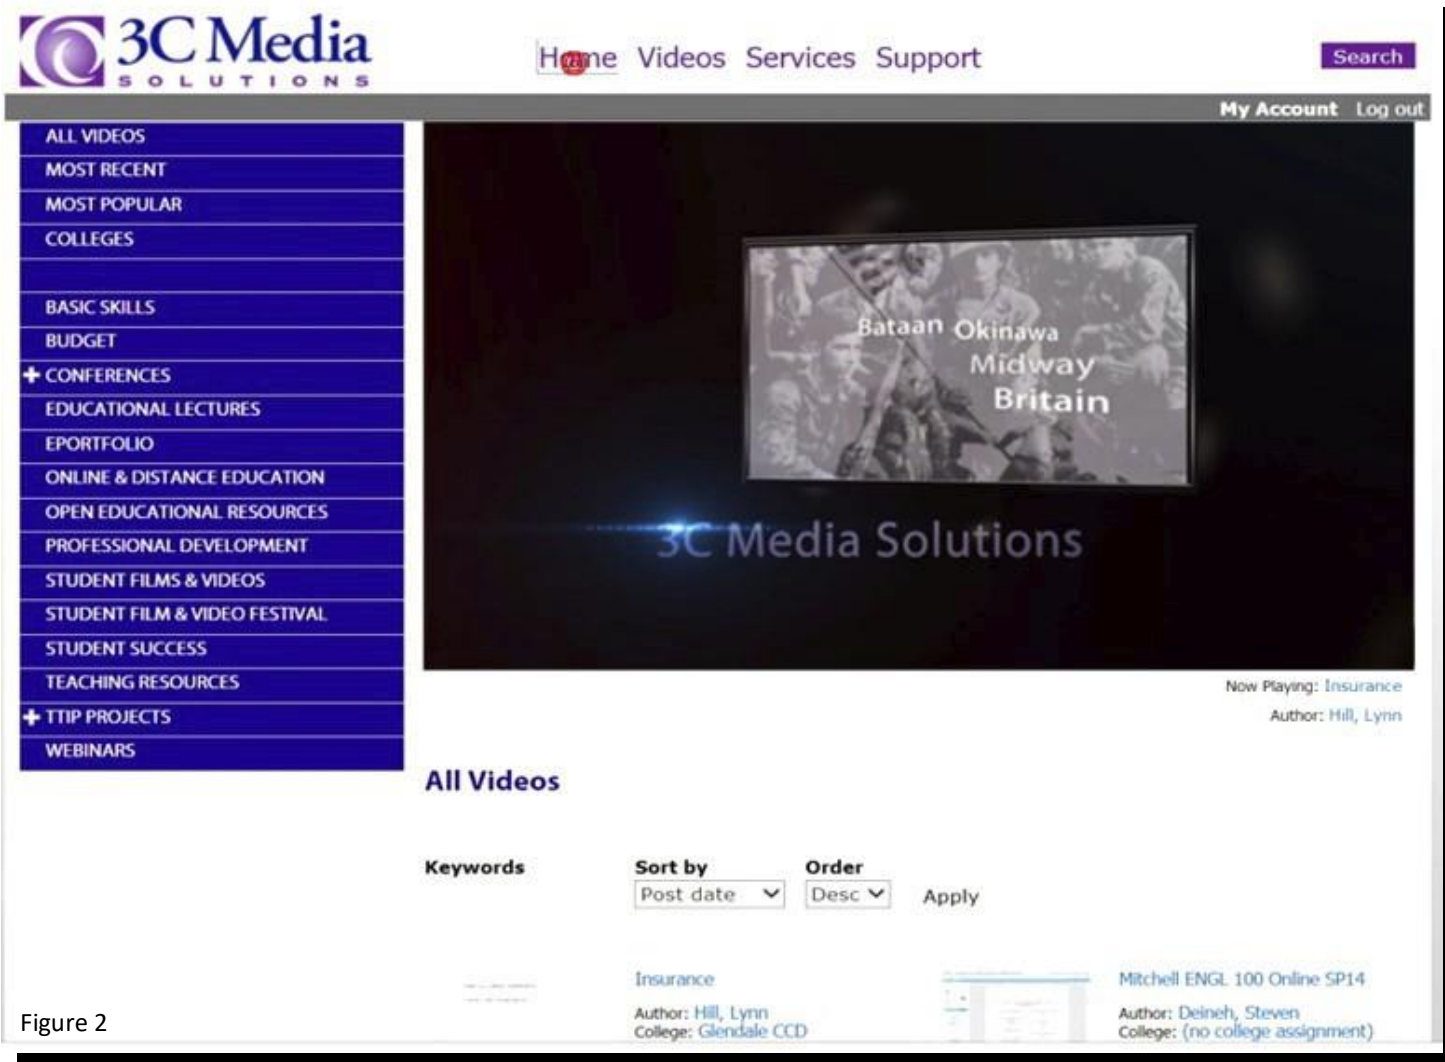 3C Media
SOLUTIONS
Home Videos Services Support
Search
My Account Log out
ALL VIDEOS
MOST RECENT
MOST POPULAR
COLLEGES
BASIC SKILLS
BUDGET
CONFERENCES
EDUCATIONAL LECTURES
EPORTFOLIO
ONLINE & DISTANCE EDUCATION
OPEN EDUCATIONAL RESOURCES
PROFESSIONAL DEVELOPMENT
STUDENT FILMS & VIDEOS
STUDENT FILM & VIDEO FESTIVAL
STUDENT SUCCESS
TEACHING RESOURCES
TTIP PROJECTS
WEBINARS
Bataan Okinawa
Midway
Britain
3C Media Solutions
Now Playing: Insurance
Author: Hill, Lynn
All Videos
Keywords Sort by Order
Post date Desc Apply
Insurance
Author: Hill, Lynn
College: Glendale CCD
Mitchell ENGL 100 Online SP14
Author: Deineh, Steven
College: (no college assignment)
Figure 2